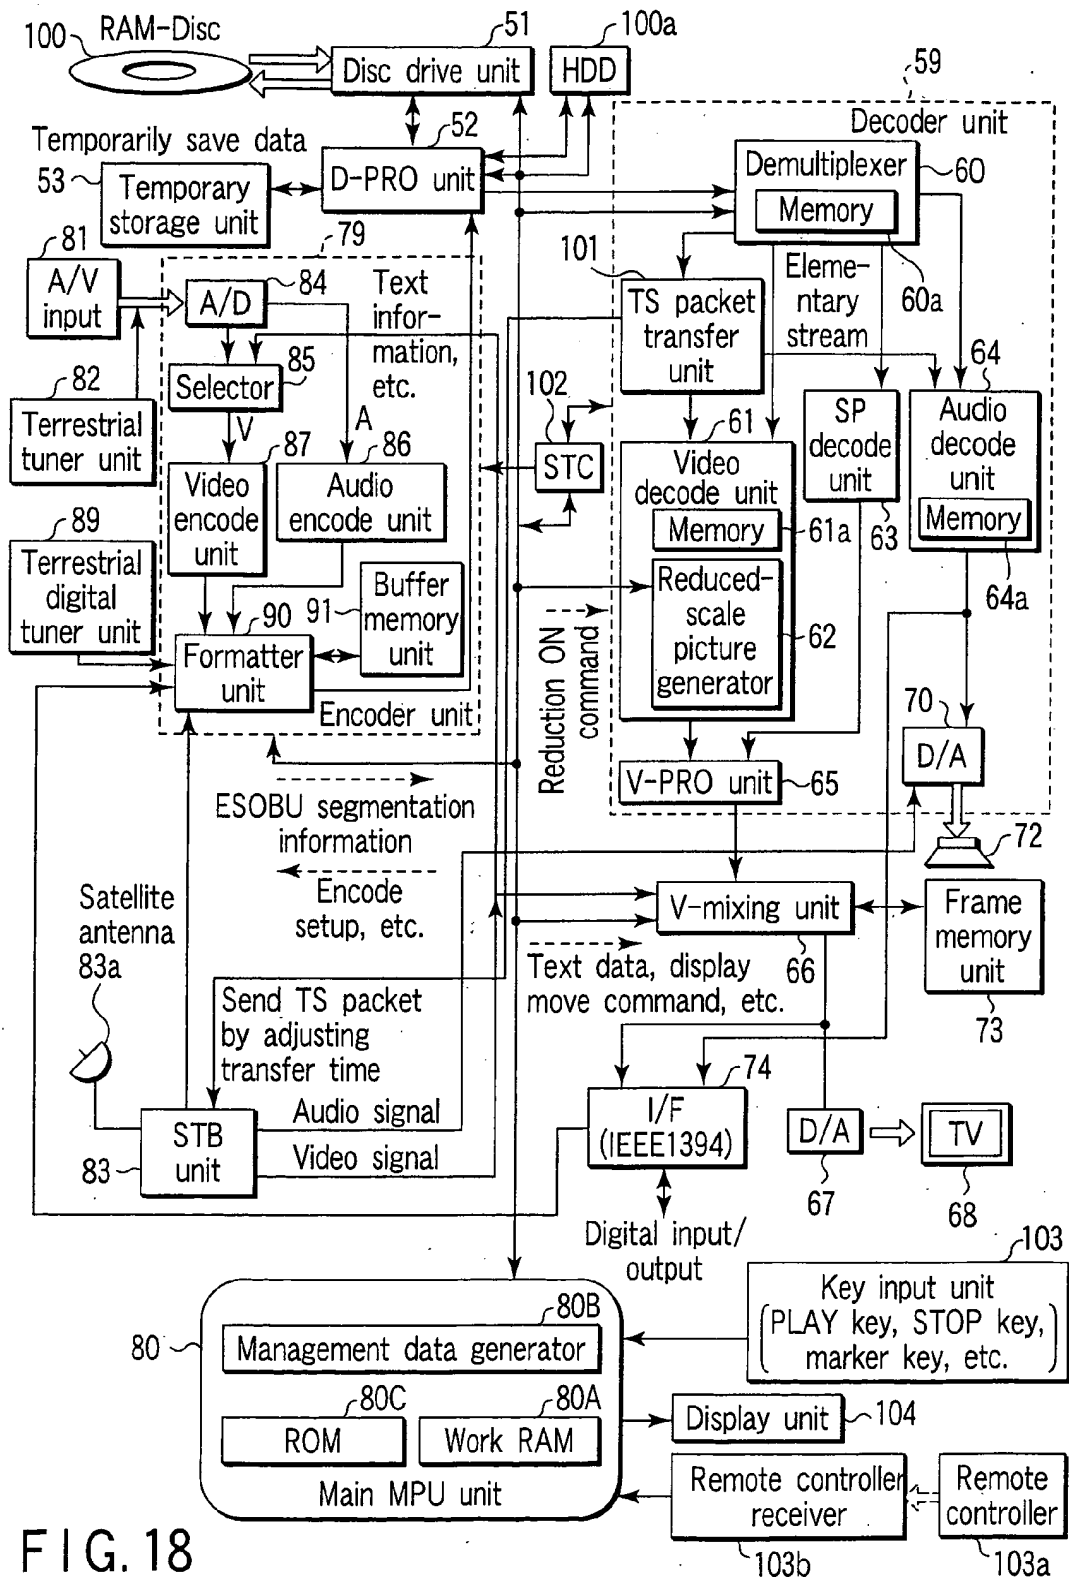 RAM-Disc
100
51
Disc drive unit
100a
HDD
59
Decoder unit
Temporarily save data
52
53
Temporary
storage unit
D-PRO unit
Demultiplexer
60
Memory
60a
81
A/V
input
79
A/D
84
Text
infor-
mation,
etc.
101
TS packet
transfer
unit
Eleme-
ntary
stream
85
Selector
82
Terrestrial
tuner unit
V
A
102
STC
64
Audio
decode
unit
Memory
64a
SP
decode
unit
63
61
Video
decode unit
Memory
61a
87
Video
encode
unit
86
Audio
encode unit
89
Terrestrial
digital
tuner unit
90
Formatter
unit
91
Buffer
memory
unit
Encoder unit
Reduced-
scale
picture
generator
62
Reduction ON
command
70
D/A
V-PRO unit
65
72
ESOBU segmentation
information
Encode
setup, etc.
Satellite
antenna
83a
V-mixing unit
66
Frame
memory
unit
73
Text data, display
move command, etc.
Send TS packet
by adjusting
transfer time
74
I/F
(IEEE1394)
STB
unit
83
Audio signal
Video signal
D/A
67
TV
68
Digital input/
output
103
Key input unit
(PLAY key, STOP key,
marker key, etc.)
80
80B
Management data generator
80C
ROM
80A
Work RAM
Main MPU unit
Display unit
104
Remote controller
receiver
103b
Remote
controller
103a
FIG. 18